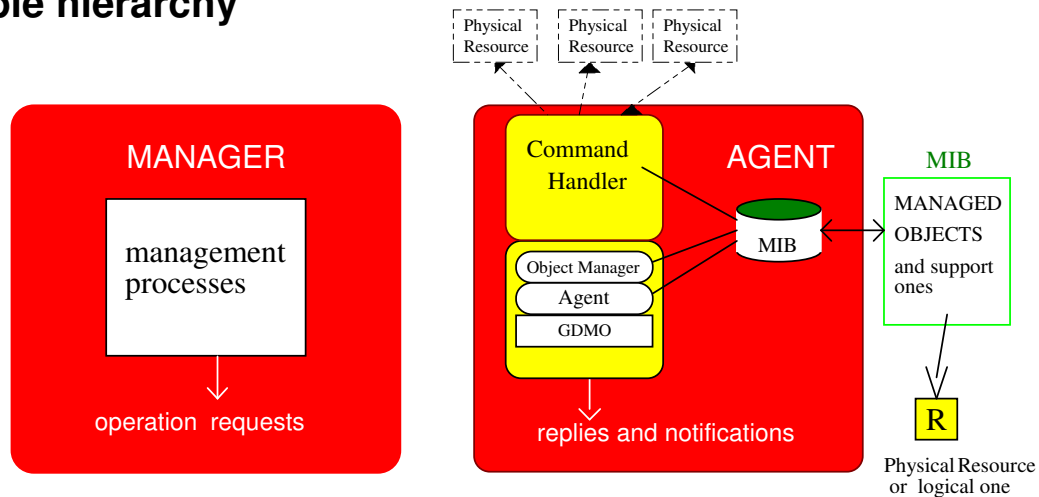 hierarchy
Physical
Resource
Physical
Resource
Physical
Resource
MANAGER
management
processes
operation requests
AGENT
Command
Handler
Object Manager
Agent
GDMO
MIB
replies and notifications
MIB
MANAGED
OBJECTS
and support
ones
R
Physical Resource
or logical one